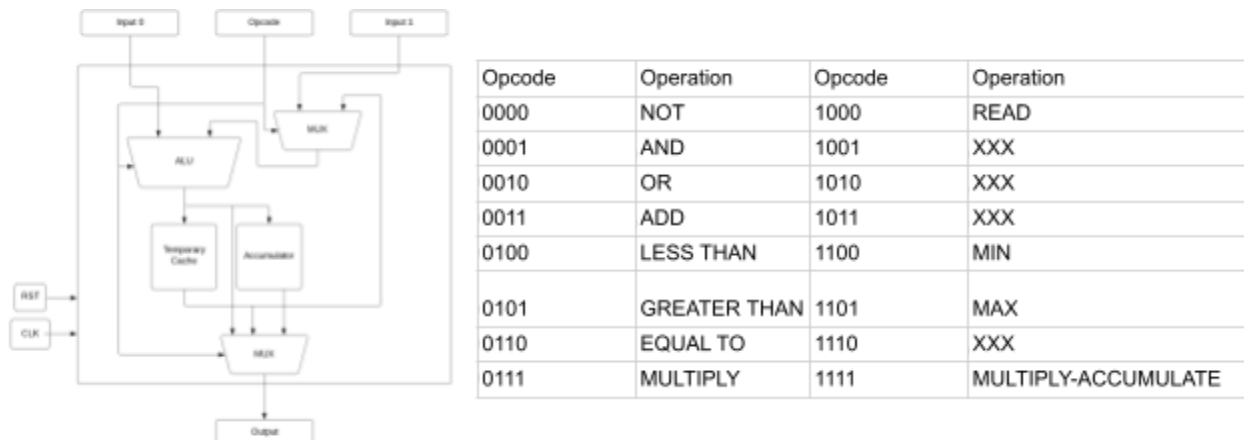 Input 0 Opcode Input 1
MUX
ALU
Temporary
Cache
Accumulator
RST
CLK
MUX
Output
Opcode Operation Opcode Operation
0000 NOT 1000 READ
0001 AND 1001 XXX
0010 OR 1010 XXX
0011 ADD 1011 XXX
0100 LESS THAN 1100 MIN
0101 GREATER THAN 1101 MAX
0110 EQUAL TO 1110 XXX
0111 MULTIPLY 1111 MULTIPLY-ACCUMULATE